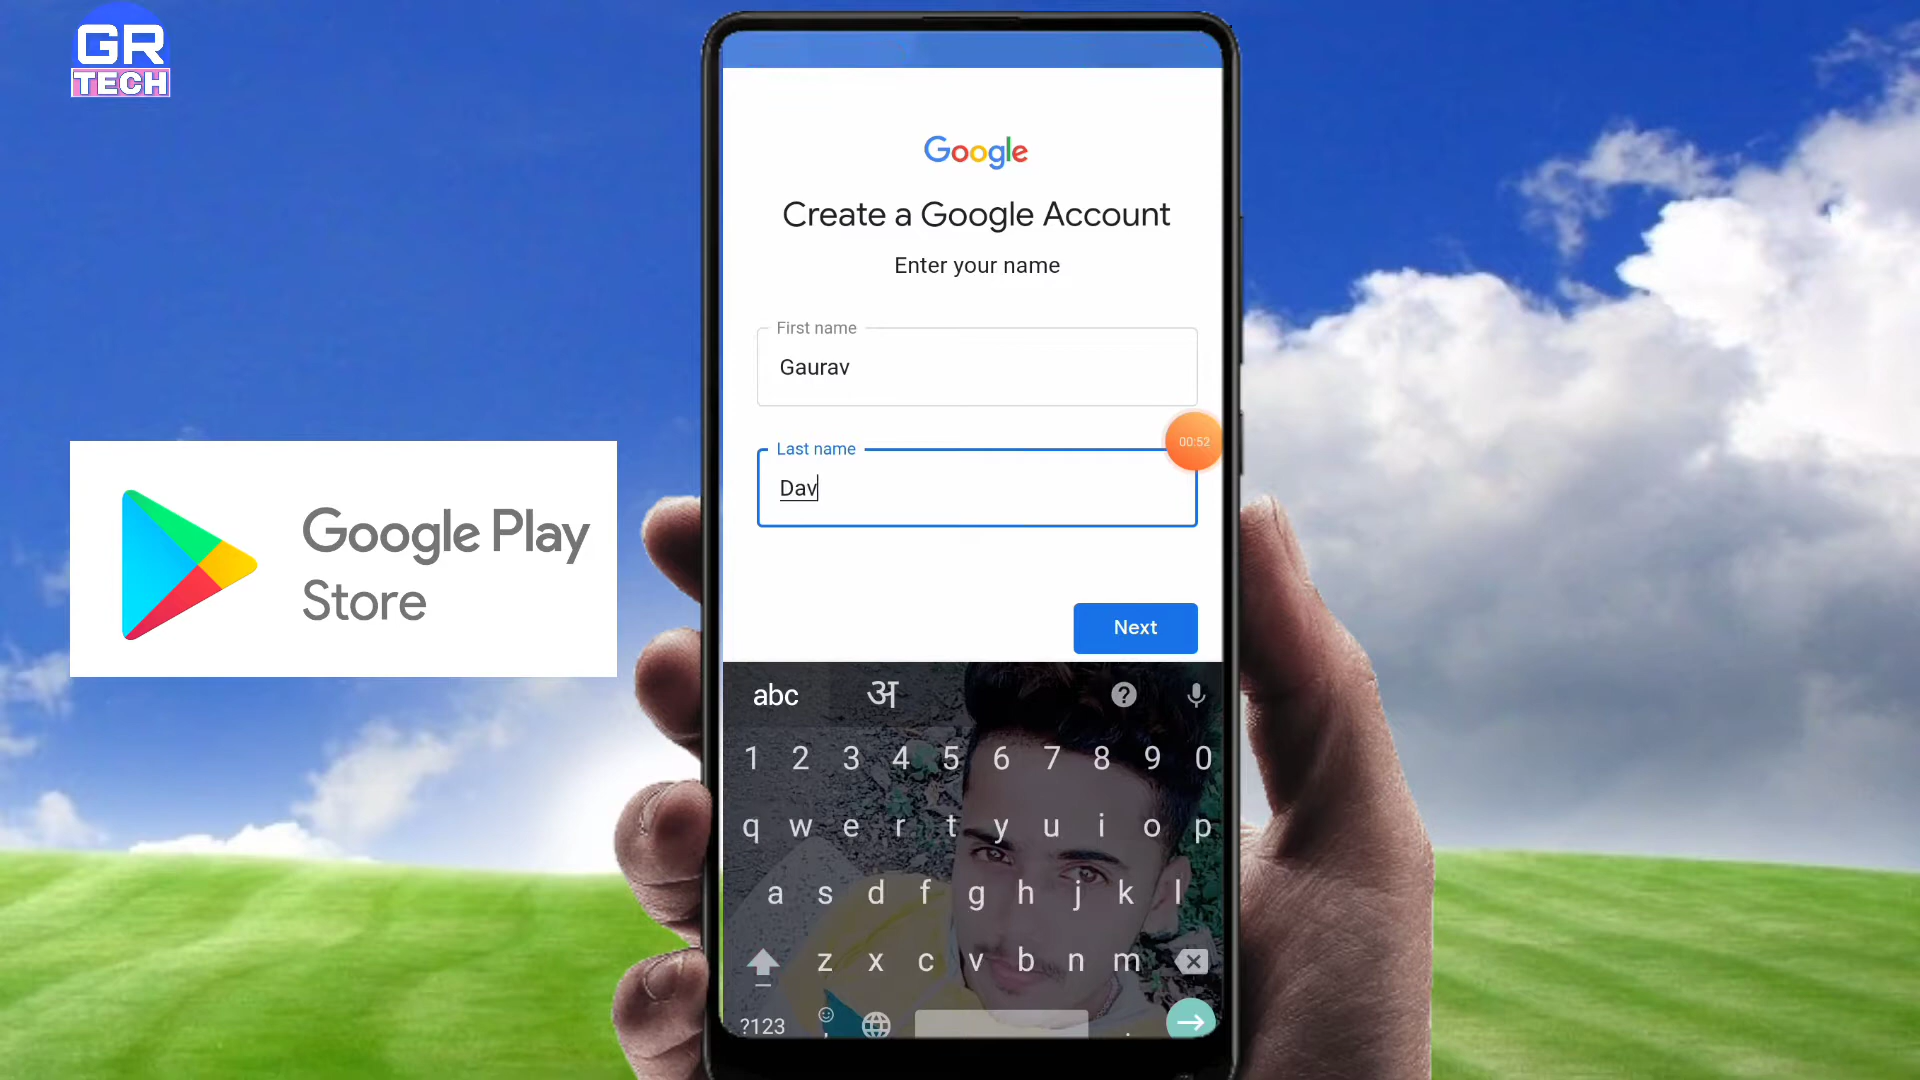 GR
TECH
Google
Create a Google Account
Enter your name
First name
Gaurav
Last name
00:52
Dav
Next
Google Play
Store
abc अ ?
1 2 3 4 5 6 7 8 9 0
q w e r t y u i o p
a s d f g h j k l
z x c v b n m
?123 , .